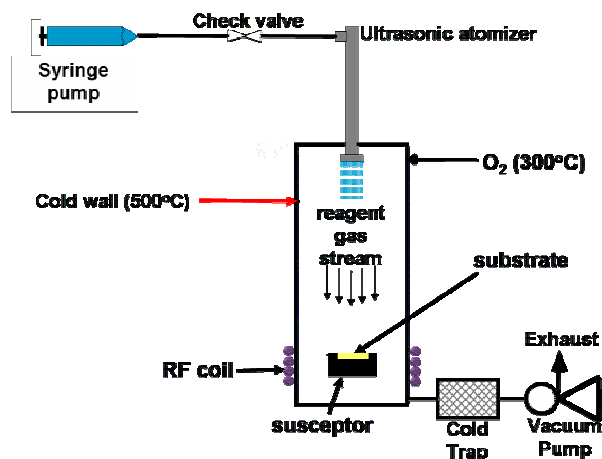 Check valve
Ultrasonic atomizer
Syringe
pump
O₂ (300°C)
Cold wall (500°C)
reagent
gas
stream
substrate
Exhaust
RF coil
susceptor
Cold
Trap
Vacuum
Pump